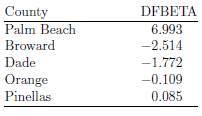 County DFBETA
Palm Beach 6.993
Broward −2.514
Dade −1.772
Orange −0.109
Pinellas 0.085